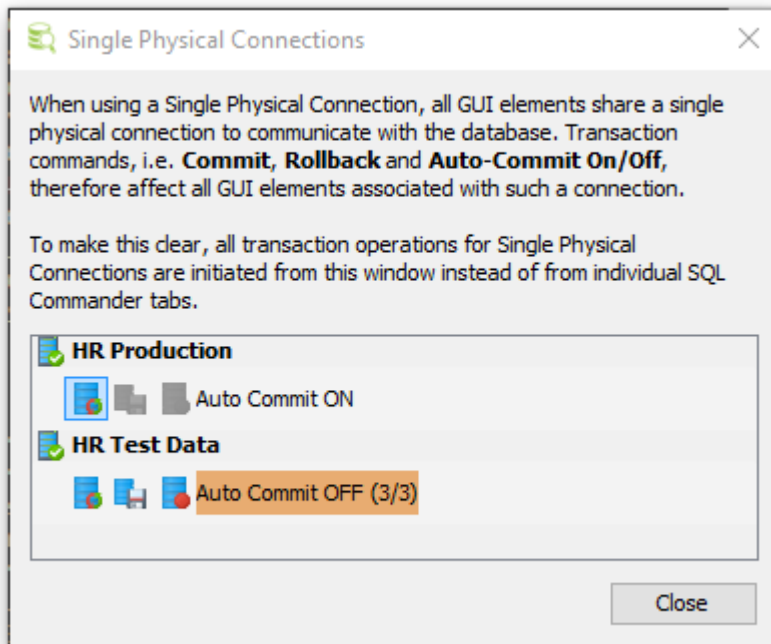 Single Physical Connections
When using a Single Physical Connection, all GUI elements share a single
physical connection to communicate with the database. Transaction
commands, i.e. Commit, Rollback and Auto-Commit On/Off,
therefore affect all GUI elements associated with such a connection.
To make this clear, all transaction operations for Single Physical
Connections are initiated from this window instead of from individual SQL
Commander tabs.
HR Production
Auto Commit ON
HR Test Data
Auto Commit OFF (3/3)
Close